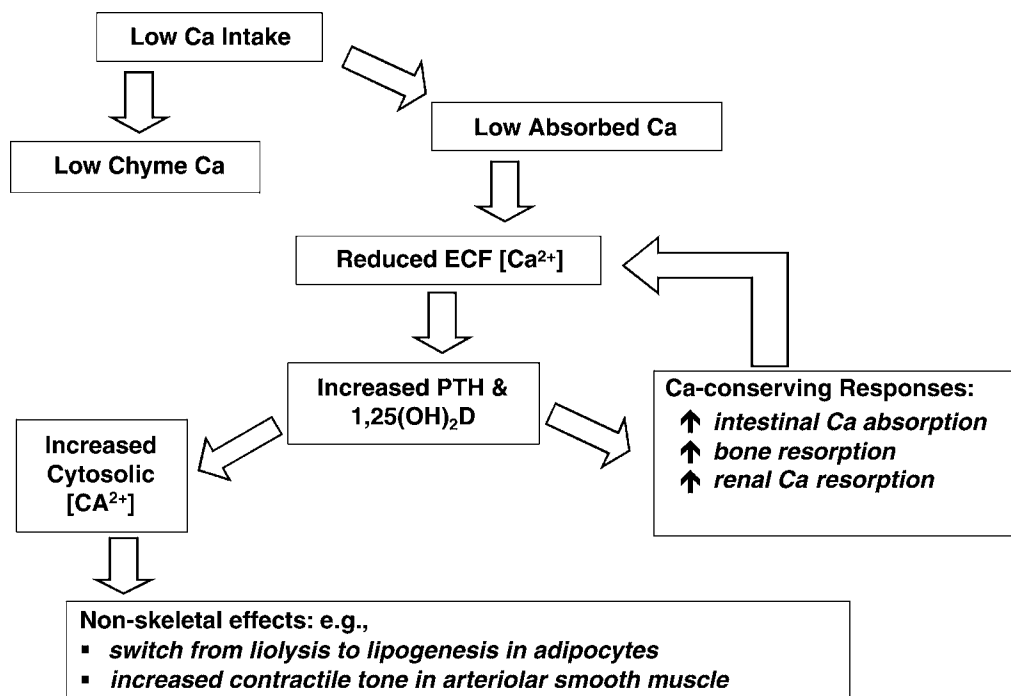 Low Ca Intake
Low Absorbed Ca
Low Chyme Ca
Reduced ECF [Ca²⁺]
Increased PTH &
1,25(OH)₂D
Ca-conserving Responses:
↑ intestinal Ca absorption
↑ bone resorption
↑ renal Ca resorption
Increased
Cytosolic
[CA²⁺]
Non-skeletal effects: e.g.,
▪ switch from liolysis to lipogenesis in adipocytes
▪ increased contractile tone in arteriolar smooth muscle